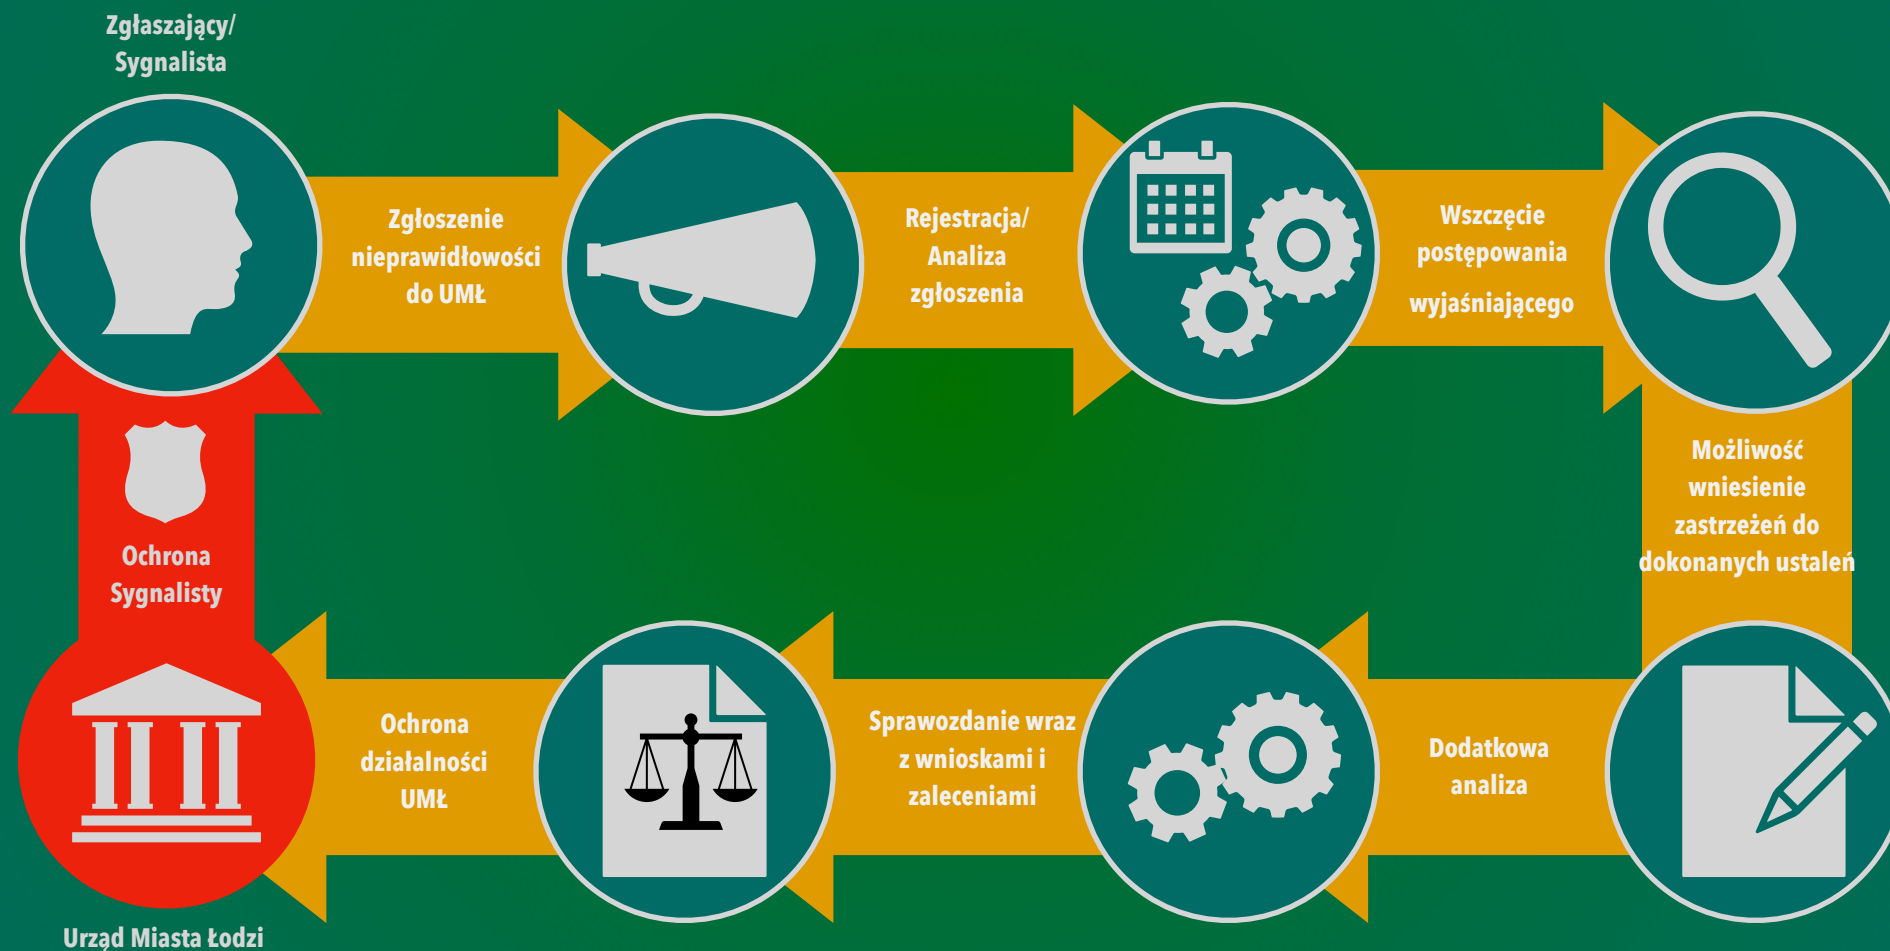 Zgłaszający/
Sygnalista
Zgłoszenie
nieprawidłowości
do UMŁ
Rejestracja/
Analiza
zgłoszenia
Wszczęcie
postępowania
wyjaśniającego
Możliwość
wniesienie
zastrzeżeń do
dokonanych ustaleń
Dodatkowa
analiza
Sprawozdanie wraz
z wnioskami i
zaleceniami
Ochrona
działalności
UMŁ
Ochrona
Sygnalisty
Urząd Miasta Łodzi